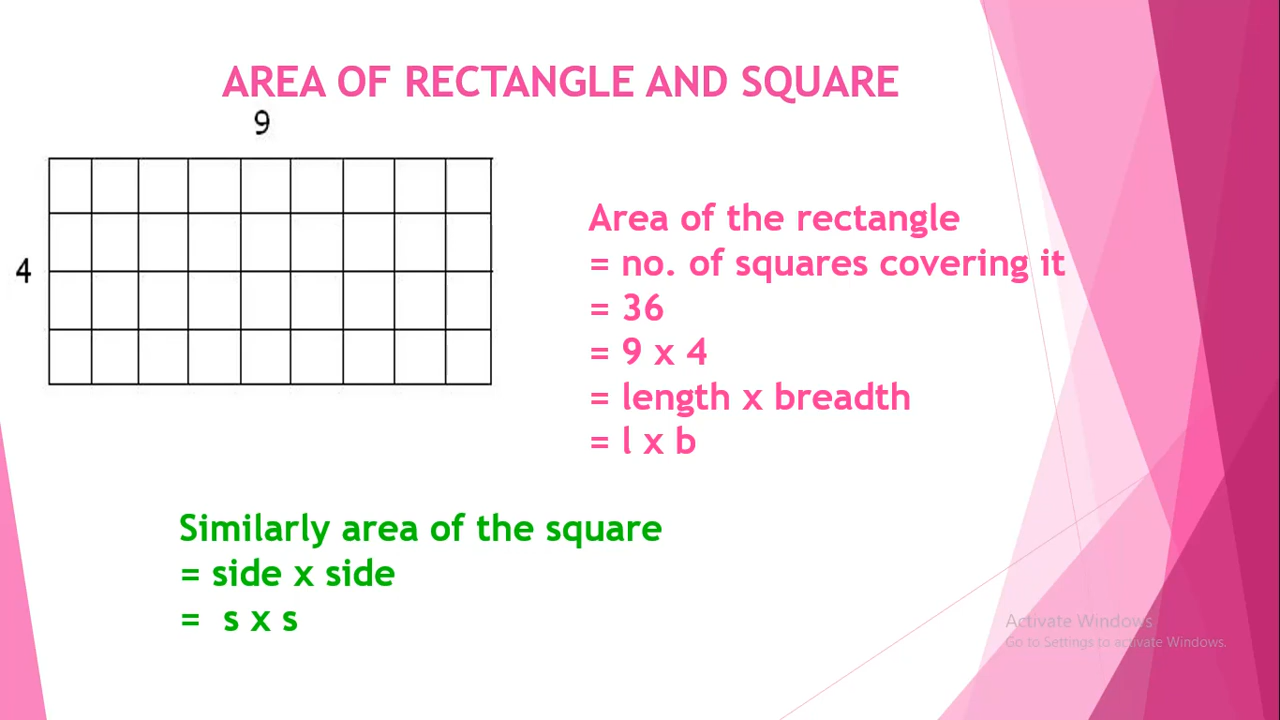 AREA OF RECTANGLE AND SQUARE
9
4
Area of the rectangle
= no. of squares covering it
= 36
= 9 x 4
= length x breadth
= l x b
Similarly area of the square
= side x side
= s x s
Activate Windows
Go to Settings to activate Windows.